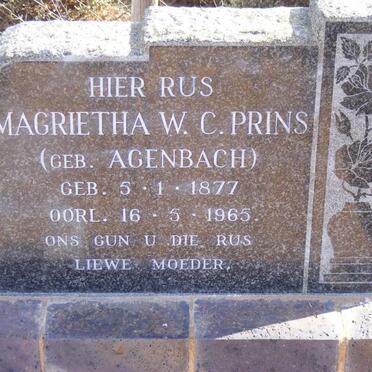 HIER RUS
MAGRIETHA W. C. PRINS
(GEB. AGENBACH)
GEB. 5·1·1877
OORL. 16·5·1965.
ONS GUN U DIE RUS
LIEWE MOEDER.